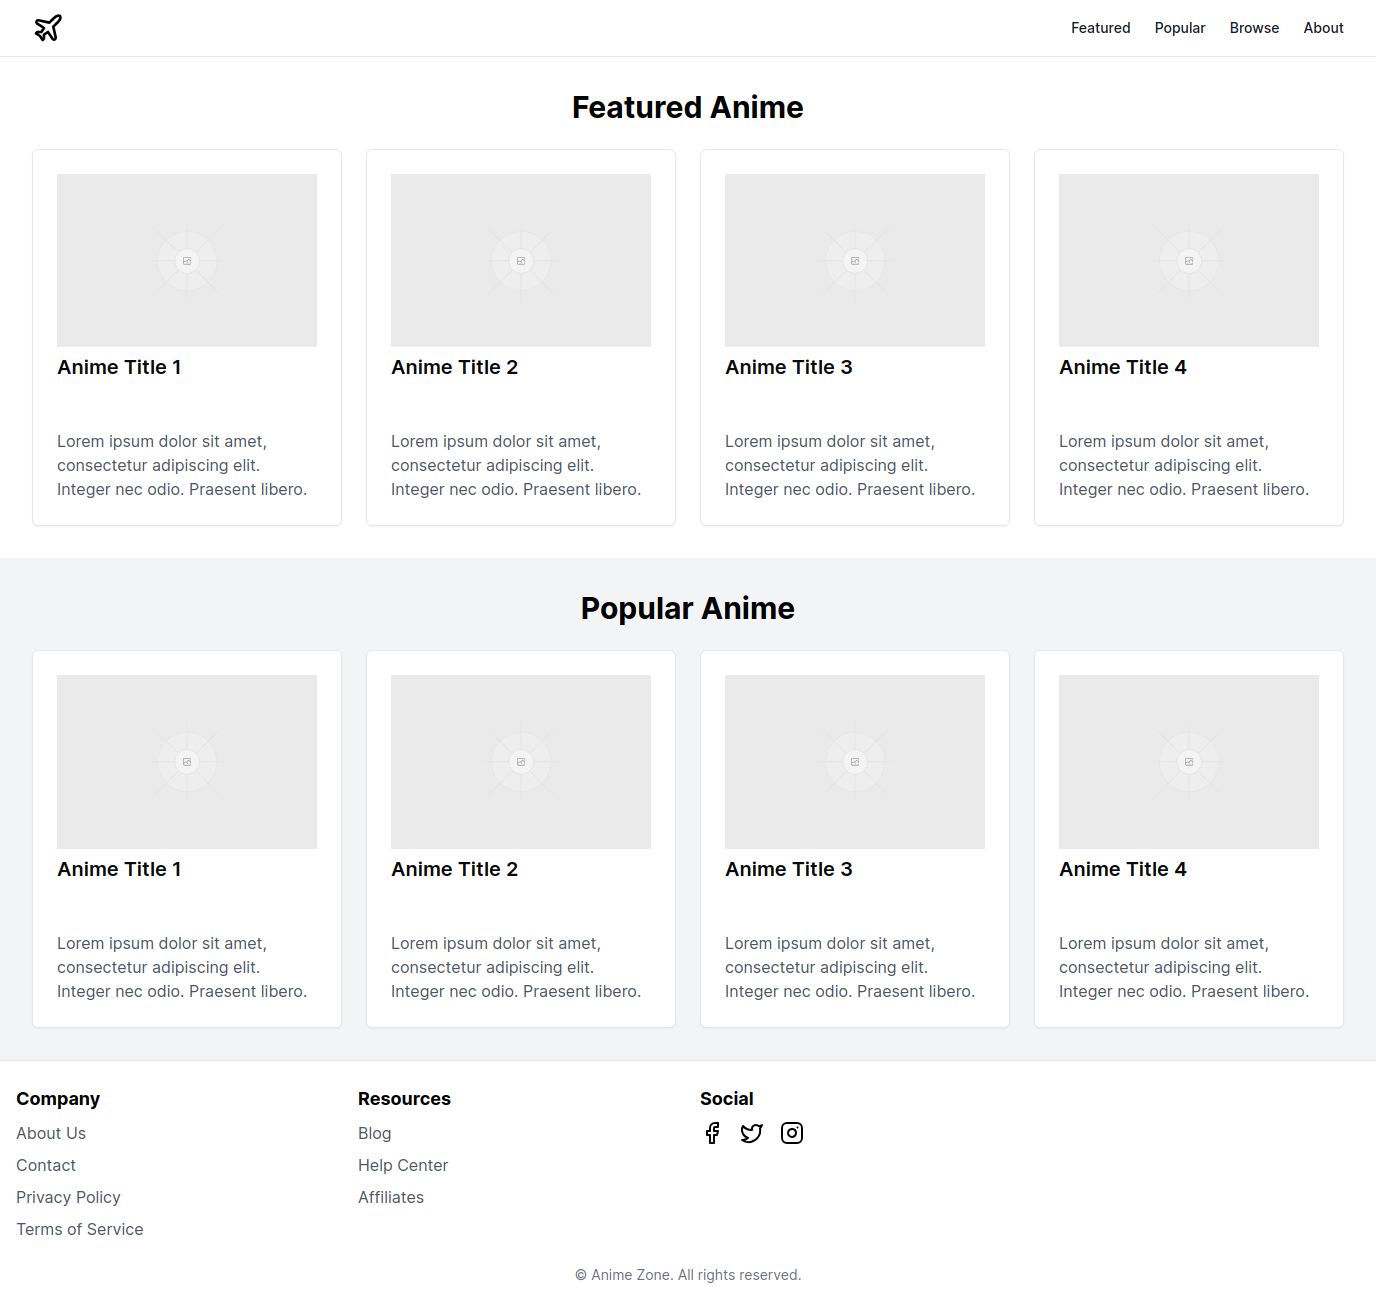 Featured Popular Browse About
Featured Anime
Anime Title 1
Lorem ipsum dolor sit amet,
consectetur adipiscing elit.
Integer nec odio. Praesent libero.
Anime Title 2
Lorem ipsum dolor sit amet,
consectetur adipiscing elit.
Integer nec odio. Praesent libero.
Anime Title 3
Lorem ipsum dolor sit amet,
consectetur adipiscing elit.
Integer nec odio. Praesent libero.
Anime Title 4
Lorem ipsum dolor sit amet,
consectetur adipiscing elit.
Integer nec odio. Praesent libero.
Popular Anime
Anime Title 1
Lorem ipsum dolor sit amet,
consectetur adipiscing elit.
Integer nec odio. Praesent libero.
Anime Title 2
Lorem ipsum dolor sit amet,
consectetur adipiscing elit.
Integer nec odio. Praesent libero.
Anime Title 3
Lorem ipsum dolor sit amet,
consectetur adipiscing elit.
Integer nec odio. Praesent libero.
Anime Title 4
Lorem ipsum dolor sit amet,
consectetur adipiscing elit.
Integer nec odio. Praesent libero.
Company
About Us
Contact
Privacy Policy
Terms of Service
Resources
Blog
Help Center
Affiliates
Social
© Anime Zone. All rights reserved.